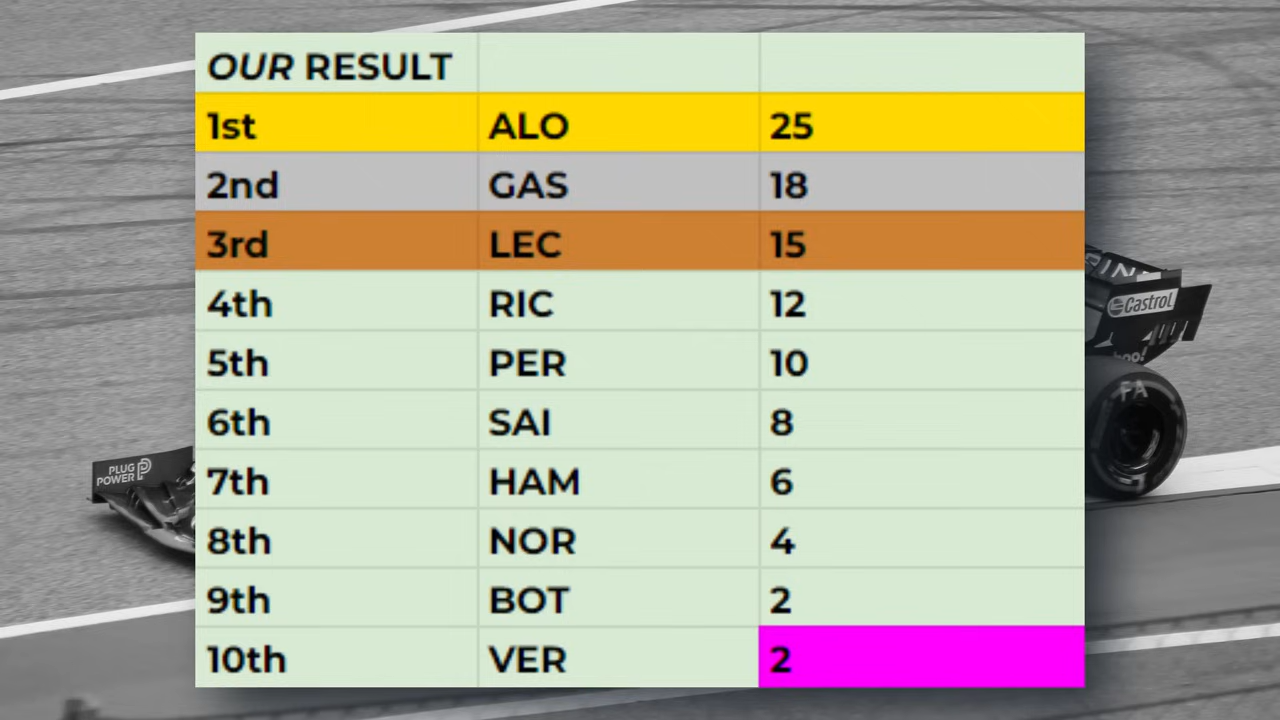 OUR RESULT
1st ALO 25
2nd GAS 18
3rd LEC 15
4th RIC 12
5th PER 10
6th SAI 8
7th HAM 6
8th NOR 4
9th BOT 2
10th VER 2
PLUG
POWER
Castrol
FA